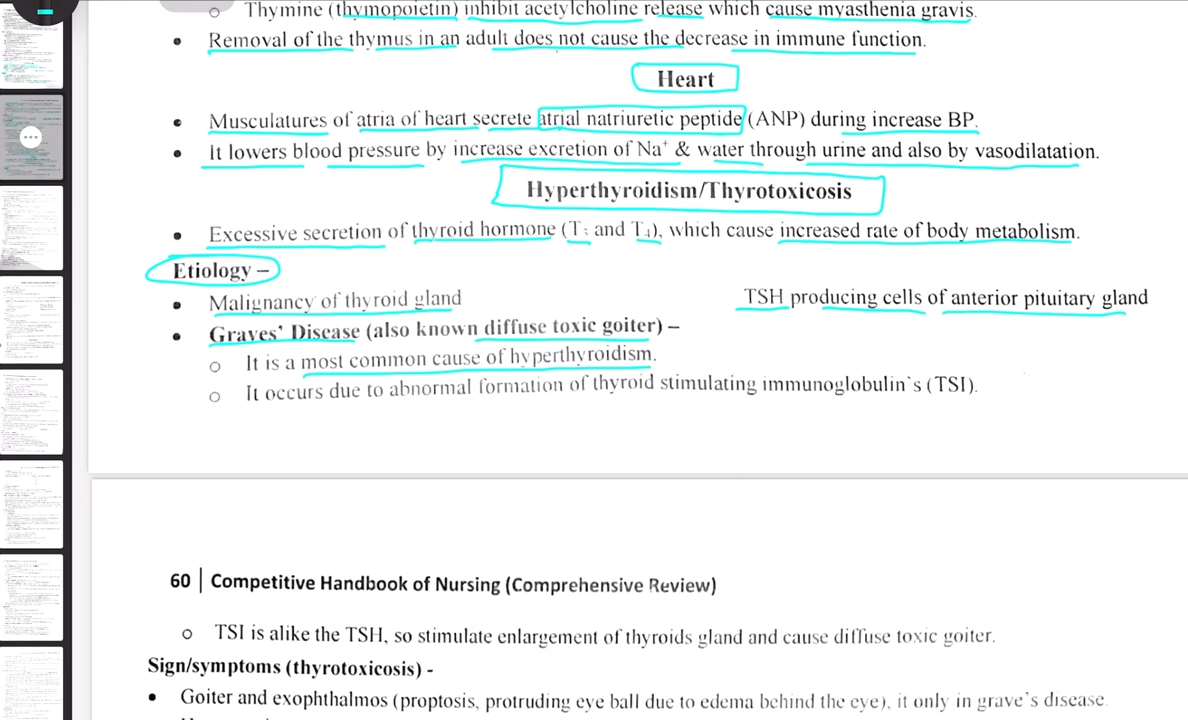 Thymine (thymopoietin) inhibit acetylcholine release which cause myasthenia gravis.
Removal of the thymus in an adult does not cause the decrease in immune function.
Heart
Musculatures of atria of heart secrete atrial natriuretic peptide (ANP) during increase BP.
It lowers blood pressure by increase excretion of Na⁺ & water through urine and also by vasodilatation.
Hyperthyroidism/Thyrotoxicosis
Excessive secretion of thyroid hormone (T₃ and T₄), which cause increased rate of body metabolism.
Etiology –
Malignancy of thyroid gland TSH producing cells of anterior pituitary gland
Graves' Disease (also known diffuse toxic goiter) –
It is a most common cause of hyperthyroidism.
It occurs due to abnormal formation of thyroid stimulating immunoglobulin`s (TSI).
60 | Competitive Handbook of Nursing (Comprehensive Review)
TSI is alike the TSH, so stimulate enlargement of thyroids gland and cause diffuse toxic goiter.
Sign/symptoms (thyrotoxicosis) -
Goiter and exophthalmos (proptosis, protruding eye ball due to edema behind the eye), it only in grave`s disease.